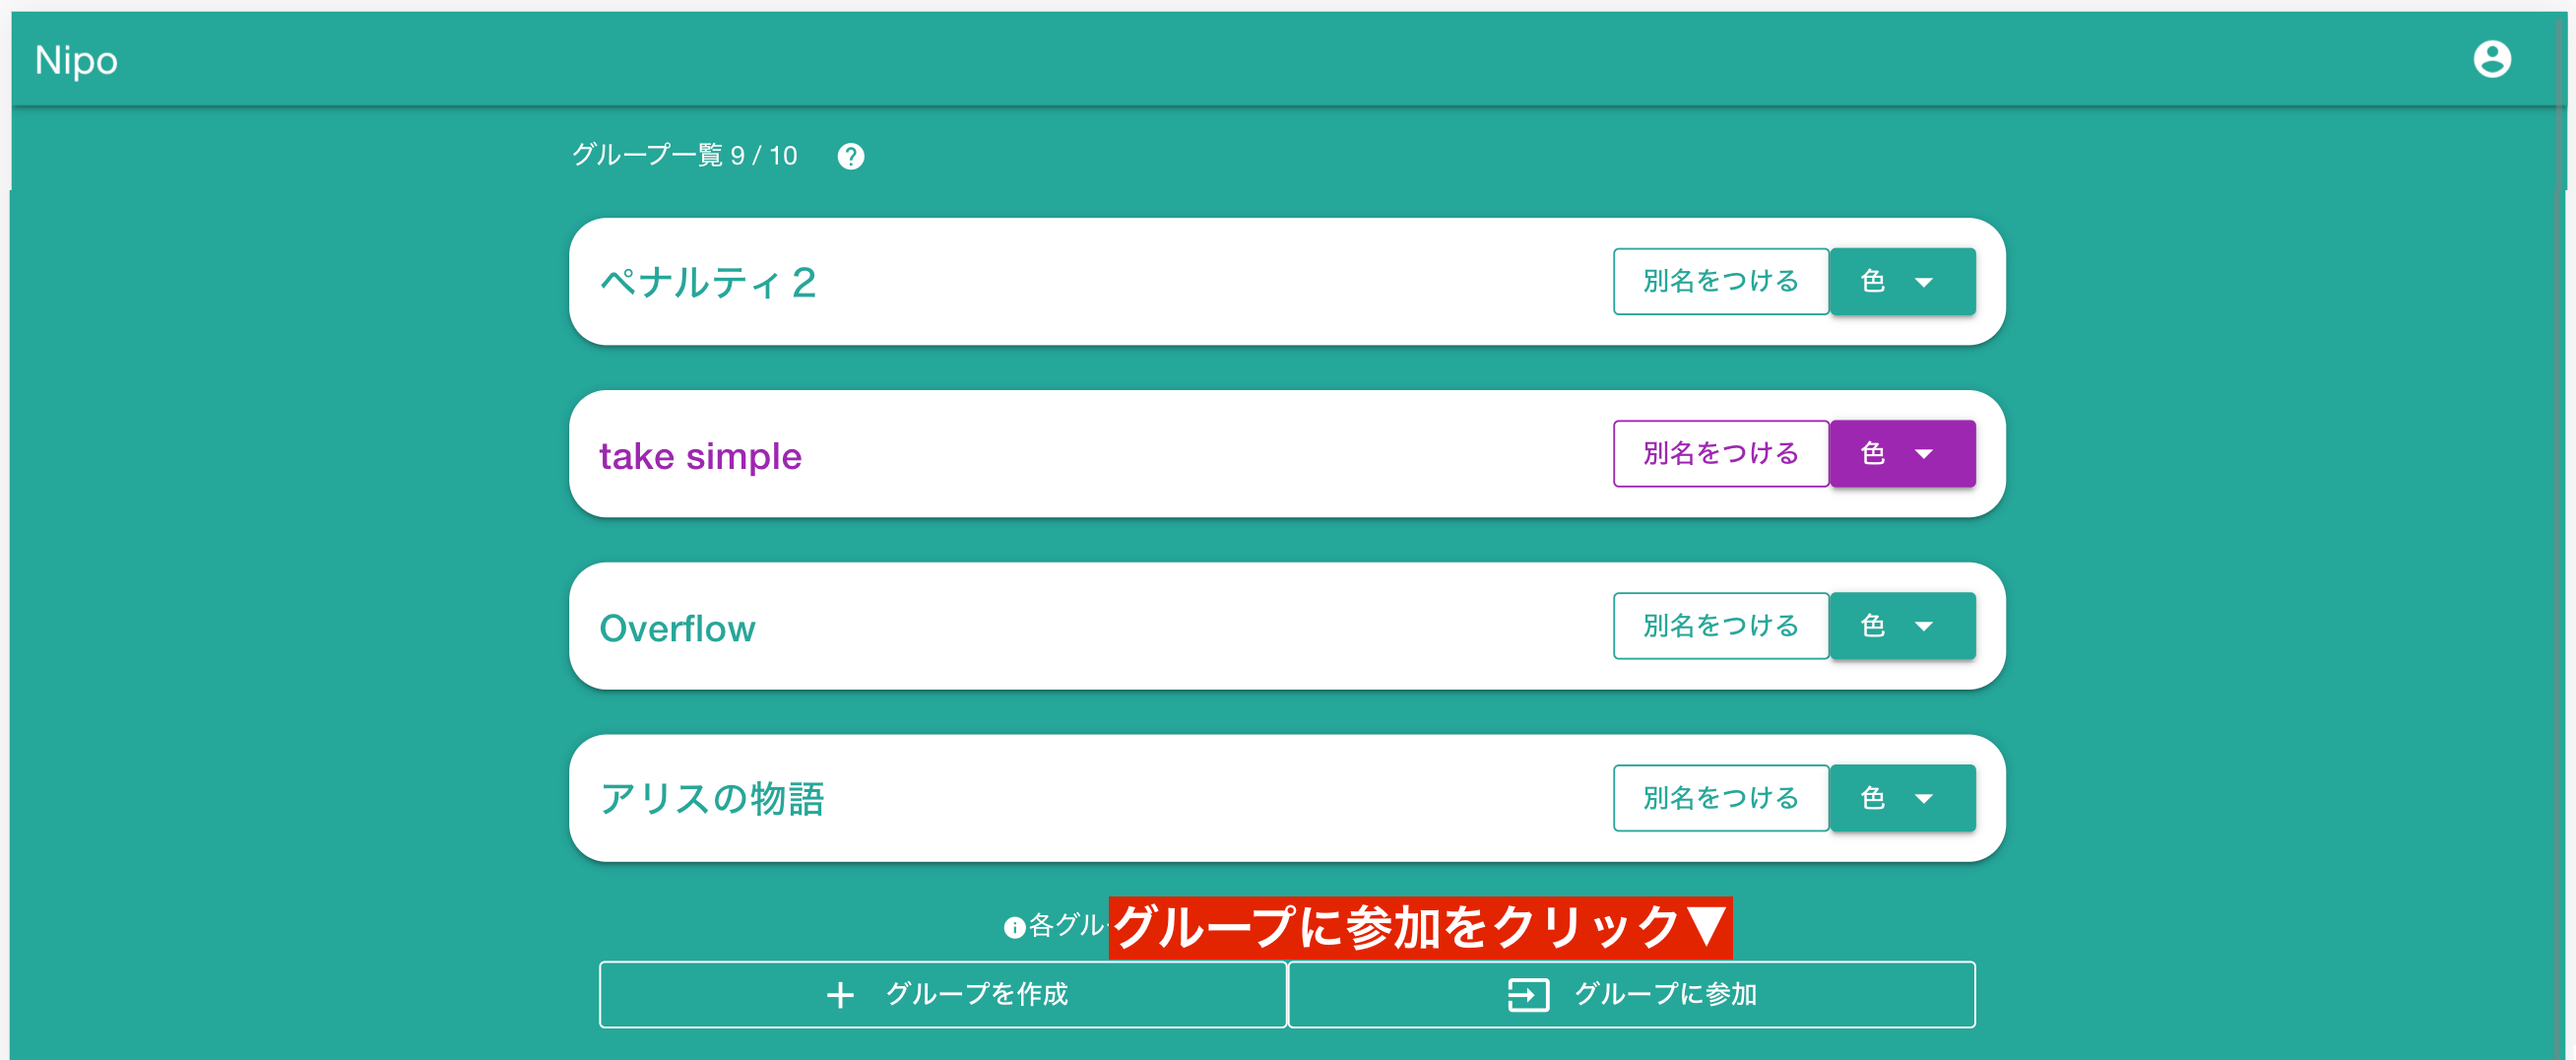 Nipo
グループ一覧 9 / 10
ペナルティ２
別名をつける 色
take simple
別名をつける 色
Overflow
別名をつける 色
アリスの物語
別名をつける 色
各グル
グループに参加をクリック▼
グループを作成
グループに参加